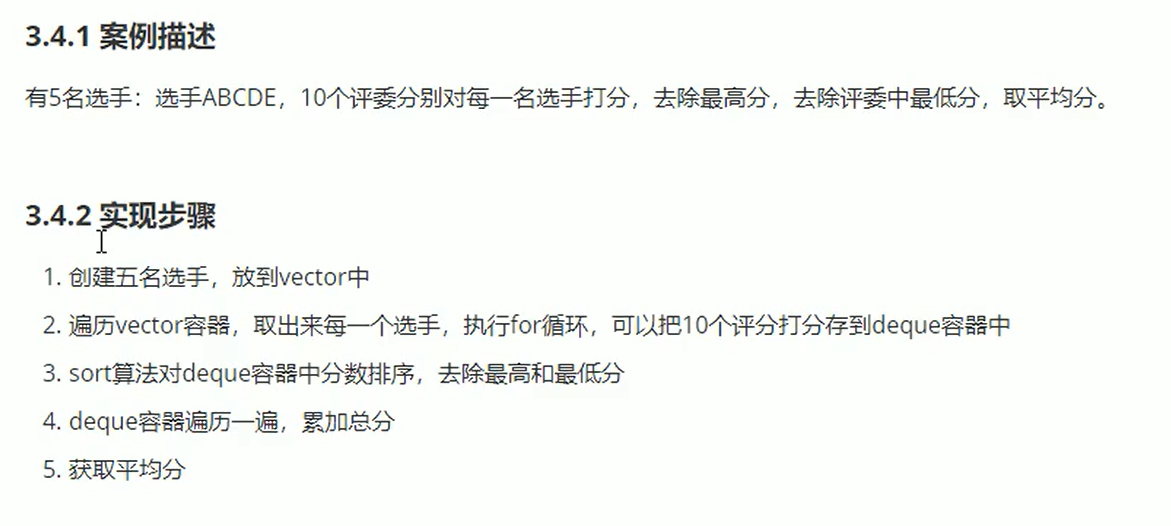 3.4.1 案例描述
有5名选手：选手ABCDE，10个评委分别对每一名选手打分，去除最高分，去除评委中最低分，取平均分。
3.4.2 实现步骤
1. 创建五名选手，放到vector中
2. 遍历vector容器，取出来每一个选手，执行for循环，可以把10个评分打分存到deque容器中
3. sort算法对deque容器中分数排序，去除最高和最低分
4. deque容器遍历一遍，累加总分
5. 获取平均分